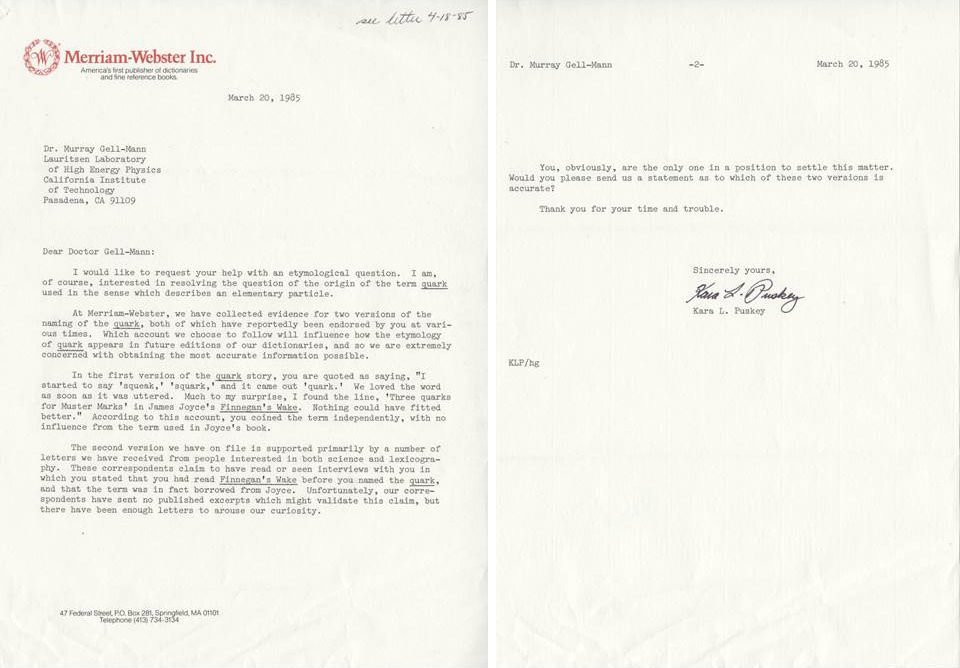 see letter 4-18-85
Merriam-Webster Inc.
America's first publisher of dictionaries
and fine reference books.
March 20, 1985
Dr. Murray Gell-Mann
Lauritsen Laboratory
of High Energy Physics
California Institute
of Technology
Pasadena, CA 91109
Dear Doctor Gell-Mann:
I would like to request your help with an etymological question. I am,
of course, interested in resolving the question of the origin of the term quark
used in the sense which describes an elementary particle.
At Merriam-Webster, we have collected evidence for two versions of the
naming of the quark, both of which have reportedly been endorsed by you at vari-
ous times. Which account we choose to follow will influence how the etymology
of quark appears in future editions of our dictionaries, and so we are extremely
concerned with obtaining the most accurate information possible.
In the first version of the quark story, you are quoted as saying, "I
started to say 'squeak,' 'squark,' and it came out 'quark.' We loved the word
as soon as it was uttered. Much to my surprise, I found the line, 'Three quarks
for Muster Marks' in James Joyce's Finnegan's Wake. Nothing could have fitted
better." According to this account, you coined the term independently, with no
influence from the term used in Joyce's book.
The second version we have on file is supported primarily by a number of
letters we have received from people interested in both science and lexicogra-
phy. These correspondents claim to have read or seen interviews with you in
which you stated that you had read Finnegan's Wake before you named the quark,
and that the term was in fact borrowed from Joyce. Unfortunately, our corre-
spondents have sent no published excerpts which might validate this claim, but
there have been enough letters to arouse our curiosity.
47 Federal Street, P.O. Box 281, Springfield, MA 01101
Telephone (413) 734-3134
Dr. Murray Gell-Mann -2- March 20, 1985
You, obviously, are the only one in a position to settle this matter.
Would you please send us a statement as to which of these two versions is
accurate?
Thank you for your time and trouble.
Sincerely yours,
Kara L. Puskey
Kara L. Puskey
KLP/hg